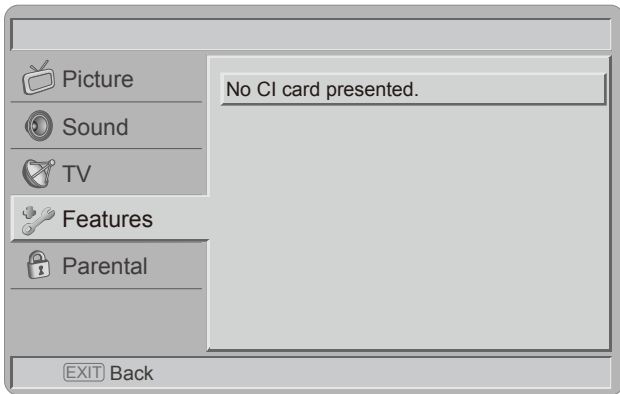 Picture
Sound
TV
Features
Parental
No CI card presented.
EXIT Back